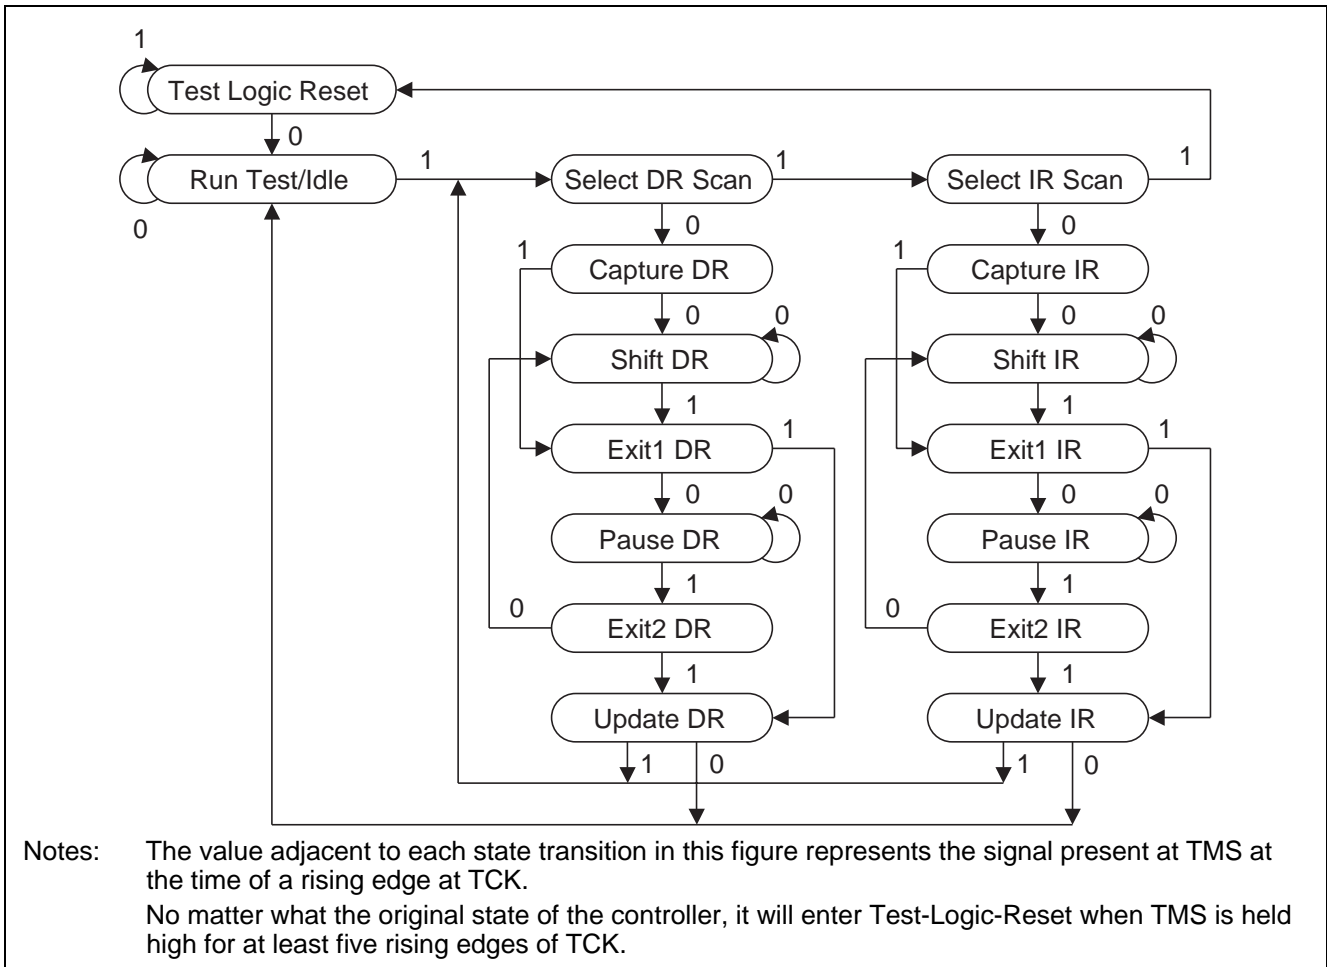 1
Test Logic Reset
0
Run Test/Idle
1
Select DR Scan
1
Select IR Scan
1
0
0
0
1
Capture DR
1
Capture IR
0
0
0
0
Shift DR
Shift IR
1
1
Exit1 DR
1
Exit1 IR
1
0
0
0
0
Pause DR
Pause IR
1
1
0
Exit2 DR
0
Exit2 IR
1
1
Update DR
Update IR
1
0
1
0
Notes: The value adjacent to each state transition in this figure represents the signal present at TMS at
the time of a rising edge at TCK.
No matter what the original state of the controller, it will enter Test-Logic-Reset when TMS is held
high for at least five rising edges of TCK.